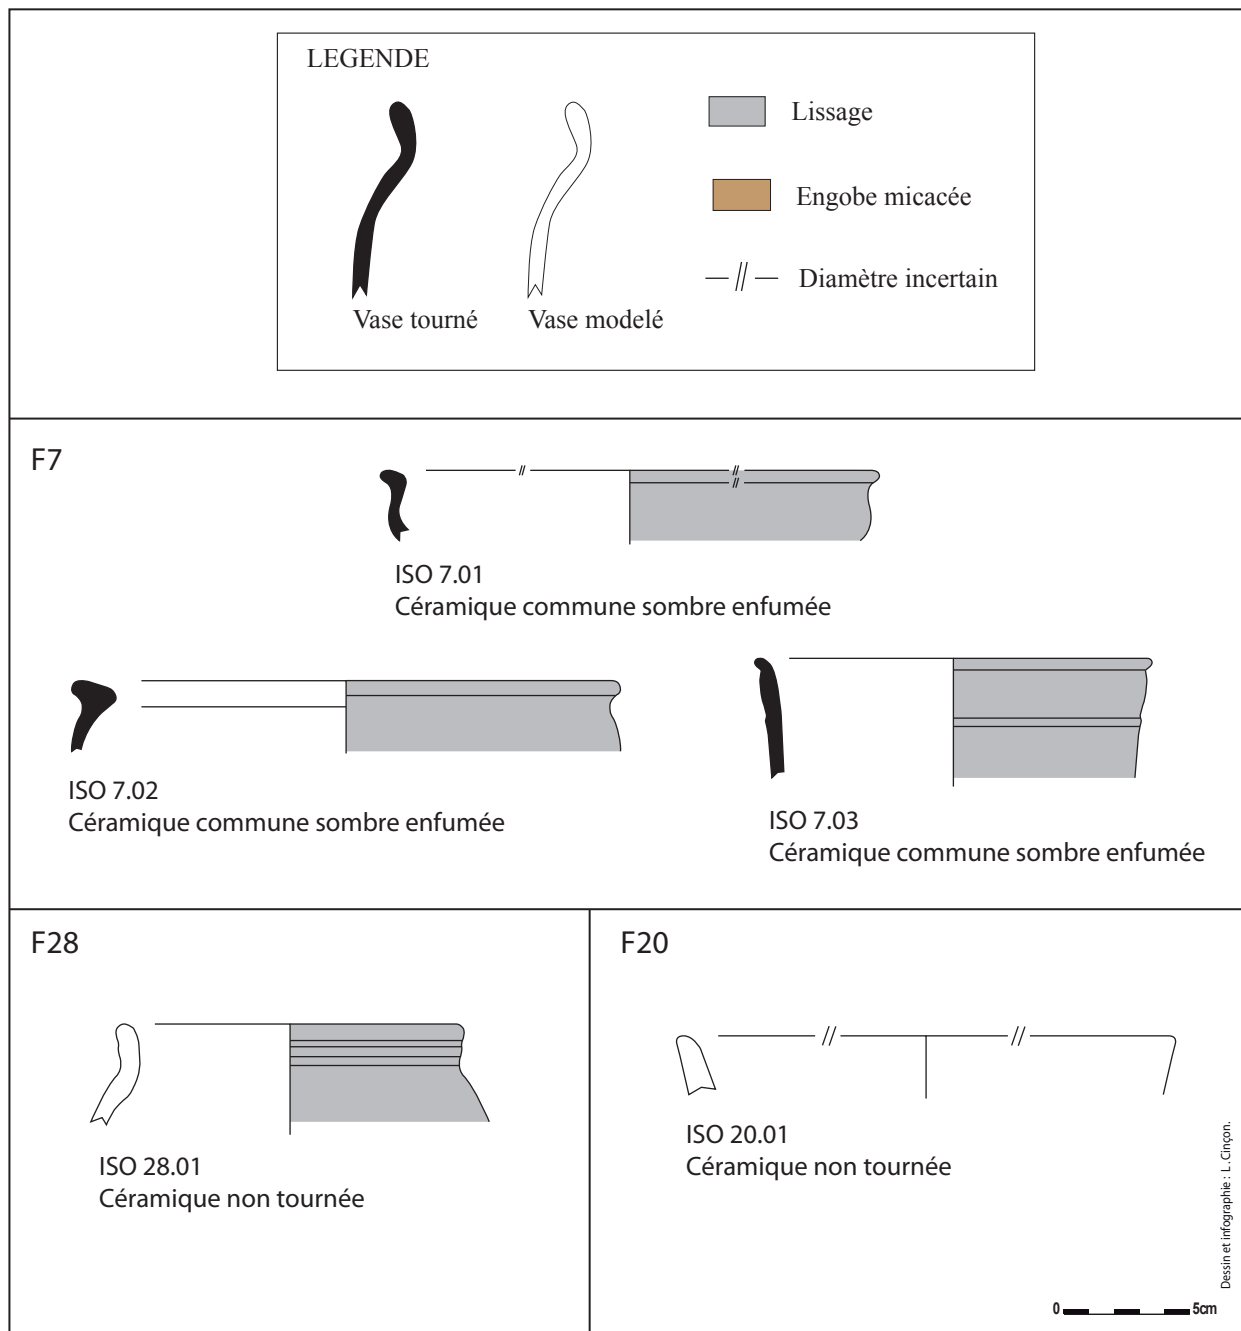 LEGENDE
Lissage
Engobe micacée
Diamètre incertain
Vase tourné
Vase modelé
F7
ISO 7.01
Céramique commune sombre enfumée
ISO 7.02
Céramique commune sombre enfumée
ISO 7.03
Céramique commune sombre enfumée
F28
ISO 28.01
Céramique non tournée
F20
ISO 20.01
Céramique non tournée
Dessin et infographie : L . Cinçon.
0 5cm